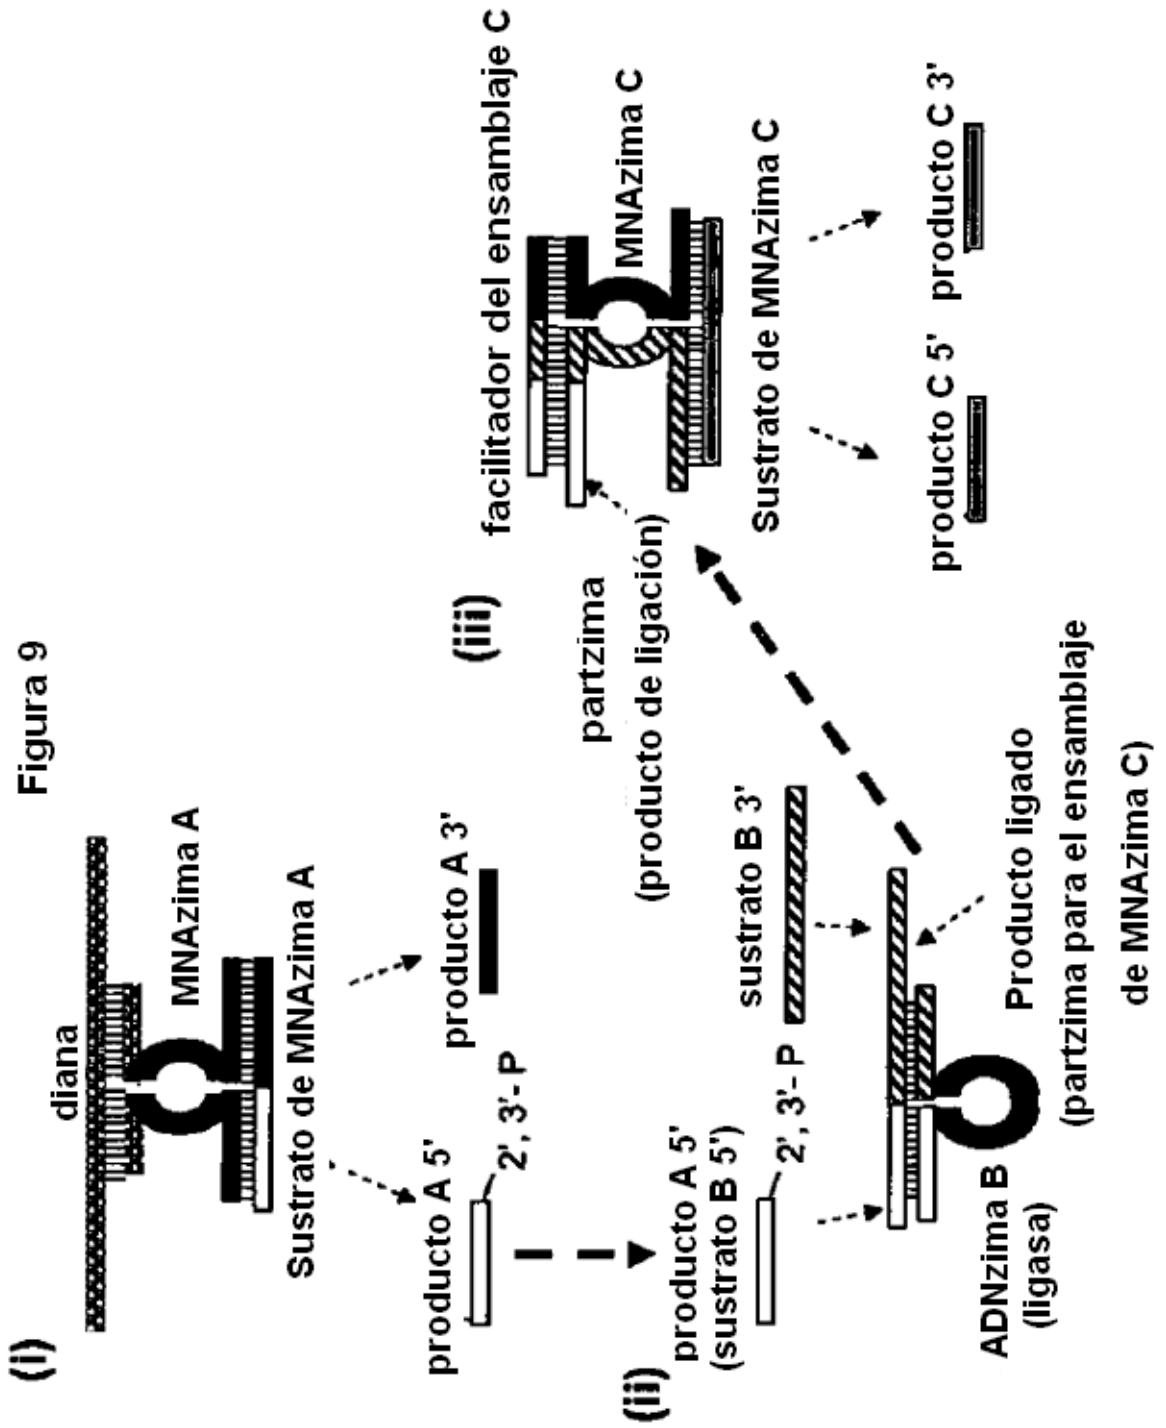 Figura 9
(i)
diana
MNAzima A
Sustrato de MNAzima A
producto A 5'
producto A 3'
2', 3'- P
(ii)
producto A 5'
(sustrato B 5')
2', 3'- P
sustrato B 3'
ADNzima B
(ligasa)
Producto ligado
(partzima para el ensamblaje
de MNAzima C)
(iii)
facilitador del ensamblaje C
partzima
(producto de ligación)
MNAzima C
Sustrato de MNAzima C
producto C 5'
producto C 3'